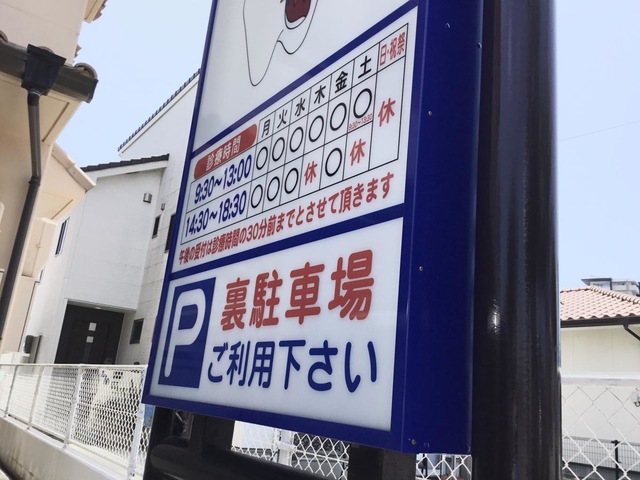 診療時間 月 火 水 木 金 土 日・祝祭
9:30～13:00 ○ ○ ○ ○ ○ ○ 休
14:30～18:30 ○ ○ ○ 休 ○ 休
午後の受付は診療時間の30分前までとさせて頂きます
P 裏駐車場
ご利用下さい